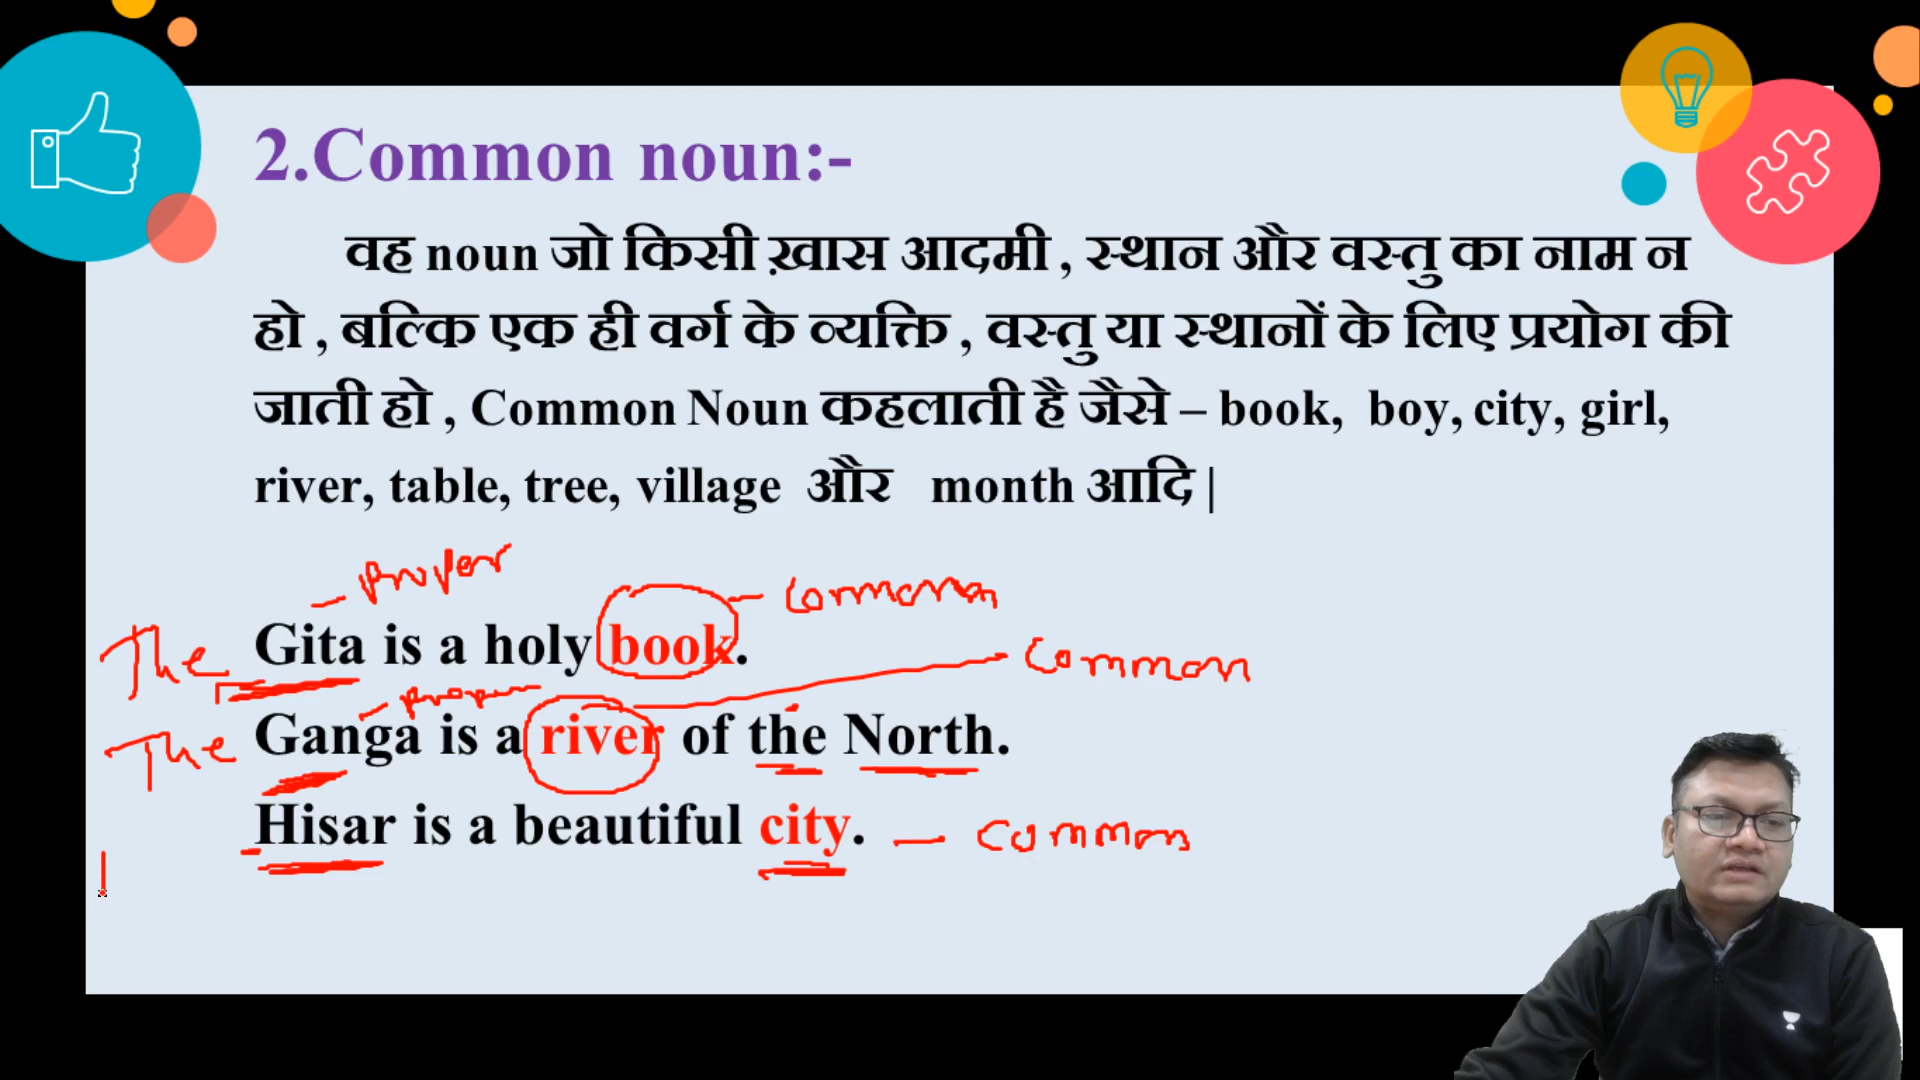 2.Common noun:-
वह noun जो किसी ख़ास आदमी , स्थान और वस्तु का नाम न
हो , बल्कि एक ही वर्ग के व्यक्ति , वस्तु या स्थानों के लिए प्रयोग की
जाती हो , Common Noun कहलाती है जैसे – book, boy, city, girl,
river, table, tree, village और month आदि |
proper
common
The Gita is a holy book.
common
proper
The Ganga is a river of the North.
Hisar is a beautiful city. – common